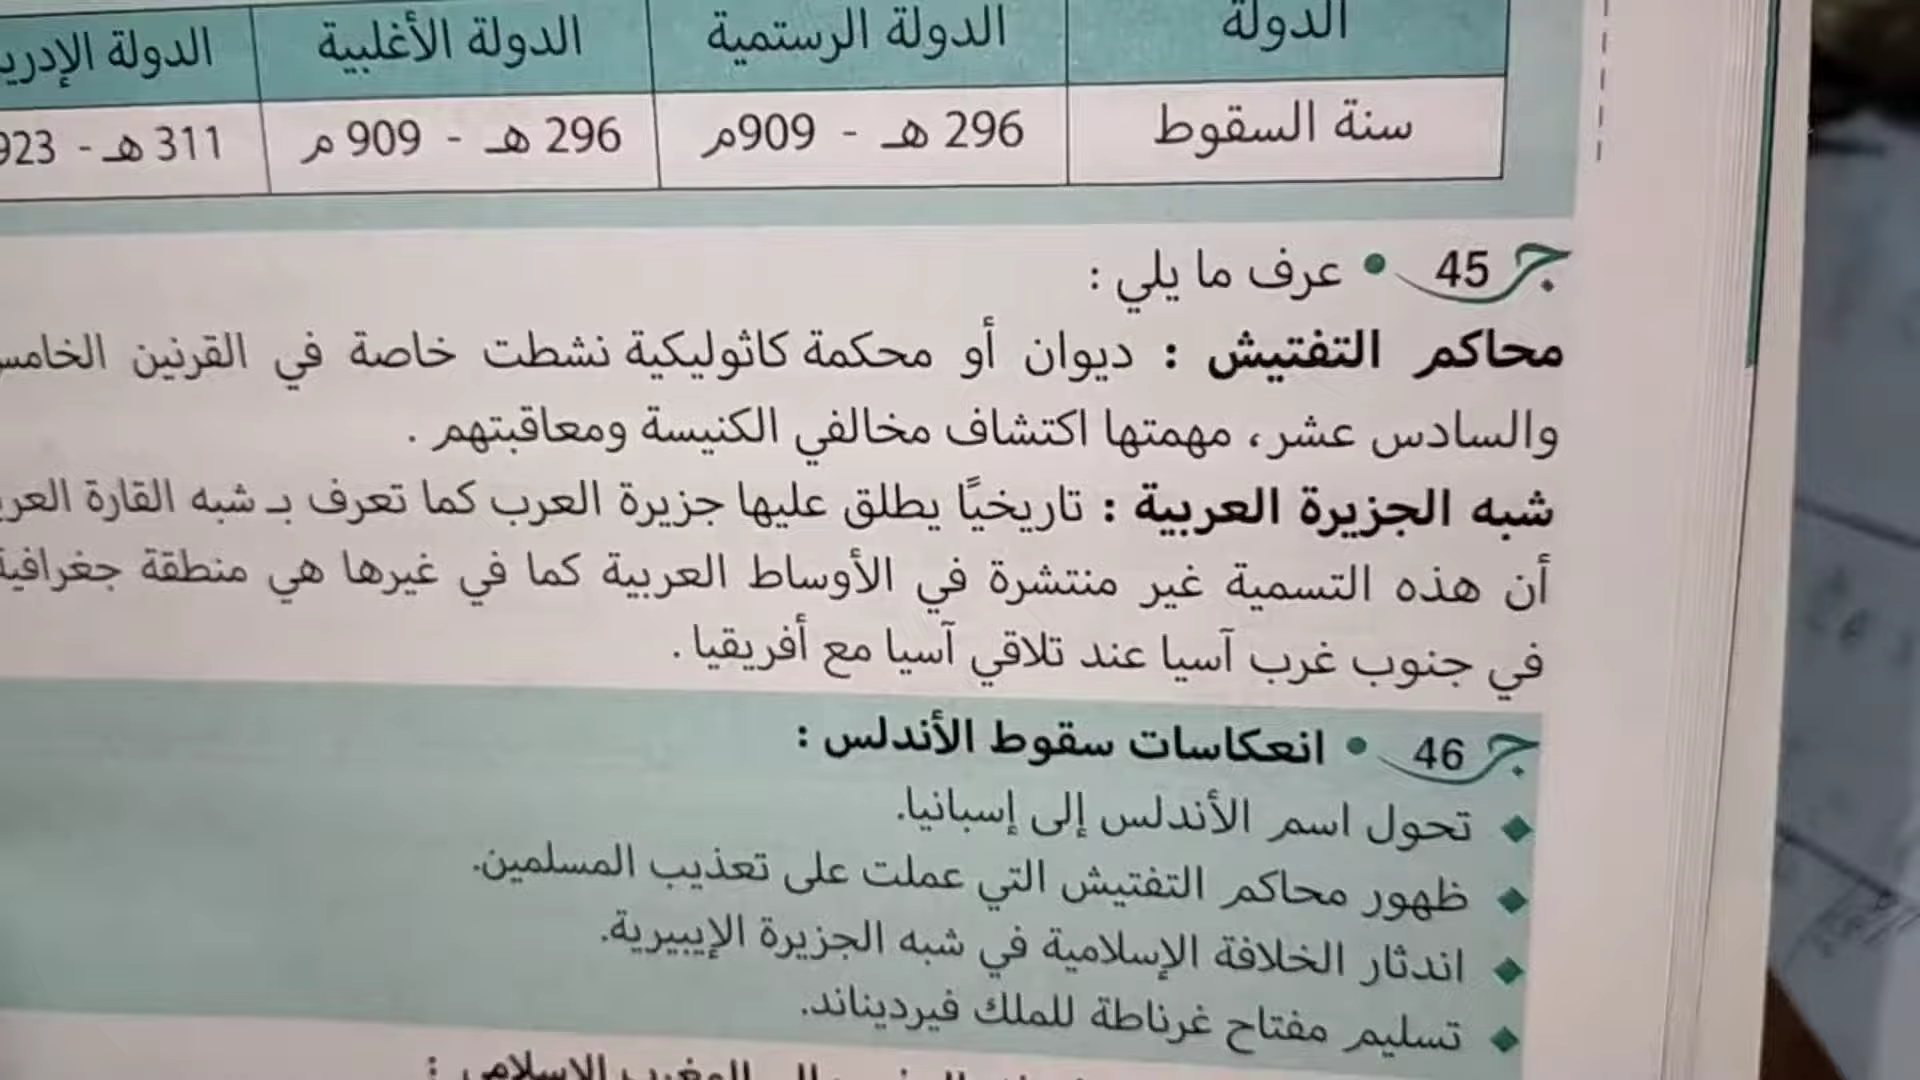 الدولة الدولة الرستمية الدولة الأغلبية الدولة
سنة السقوط 296 هـ - 909م 296 هـ - 909 م 311 هـ - 923
ج 45 • عرف ما يلي :
محاكم التفتيش : ديوان أو محكمة كاثوليكية نشطت خاصة في القرنين
والسادس عشر، مهمتها اكتشاف مخالفي الكنيسة ومعاقبتهم .
شبه الجزيرة العربية : تاريخيًا يطلق عليها جزيرة العرب كما تعرف بـ شبه القارة
أن هذه التسمية غير منتشرة في الأوساط العربية كما في غيرها هي منطقة جغرافية
في جنوب غرب آسيا عند تلاقي آسيا مع أفريقيا .
ج 46 • انعكاسات سقوط الأندلس :
تحول اسم الأندلس إلى إسبانيا.
ظهور محاكم التفتيش التي عملت على تعذيب المسلمين.
اندثار الخلافة الإسلامية في شبه الجزيرة الإيبيرية.
تسليم مفتاح غرناطة للملك فيرديناند.
المغرب الإسلامي :